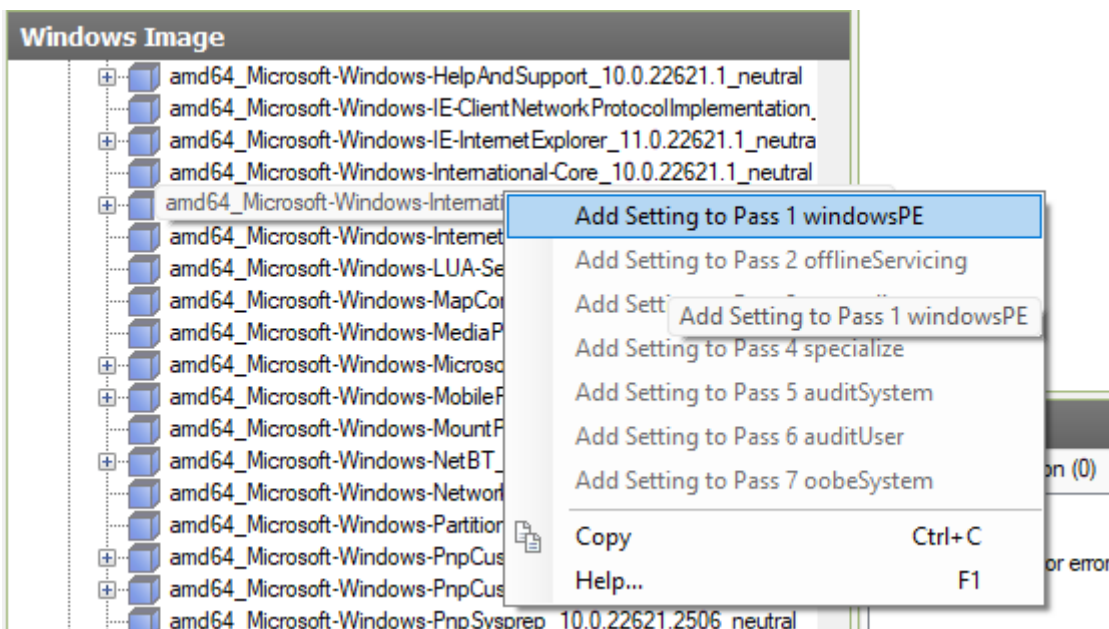 Windows Image
amd64_Microsoft-Windows-HelpAndSupport_10.0.22621.1_neutral
amd64_Microsoft-Windows-IE-ClientNetworkProtocolImplementation_
amd64_Microsoft-Windows-IE-InternetExplorer_11.0.22621.1_neutra
amd64_Microsoft-Windows-International-Core_10.0.22621.1_neutral
amd64_Microsoft-Windows-Internati
amd64_Microsoft-Windows-Internet
amd64_Microsoft-Windows-LUA-Se
amd64_Microsoft-Windows-MapCor
amd64_Microsoft-Windows-MediaP
amd64_Microsoft-Windows-Microso
amd64_Microsoft-Windows-MobileF
amd64_Microsoft-Windows-MountP
amd64_Microsoft-Windows-NetBT_
amd64_Microsoft-Windows-Network
amd64_Microsoft-Windows-Partition
amd64_Microsoft-Windows-PnpCus
amd64_Microsoft-Windows-PnpCus
amd64_Microsoft-Windows-PnpSysprep_10.0.22621.2506_neutral
Add Setting to Pass 1 windowsPE
Add Setting to Pass 2 offlineServicing
Add Sett
Add Setting to Pass 1 windowsPE
Add Setting to Pass 4 specialize
Add Setting to Pass 5 auditSystem
Add Setting to Pass 6 auditUser
Add Setting to Pass 7 oobeSystem
Copy Ctrl+C
Help... F1
on (0)
or error